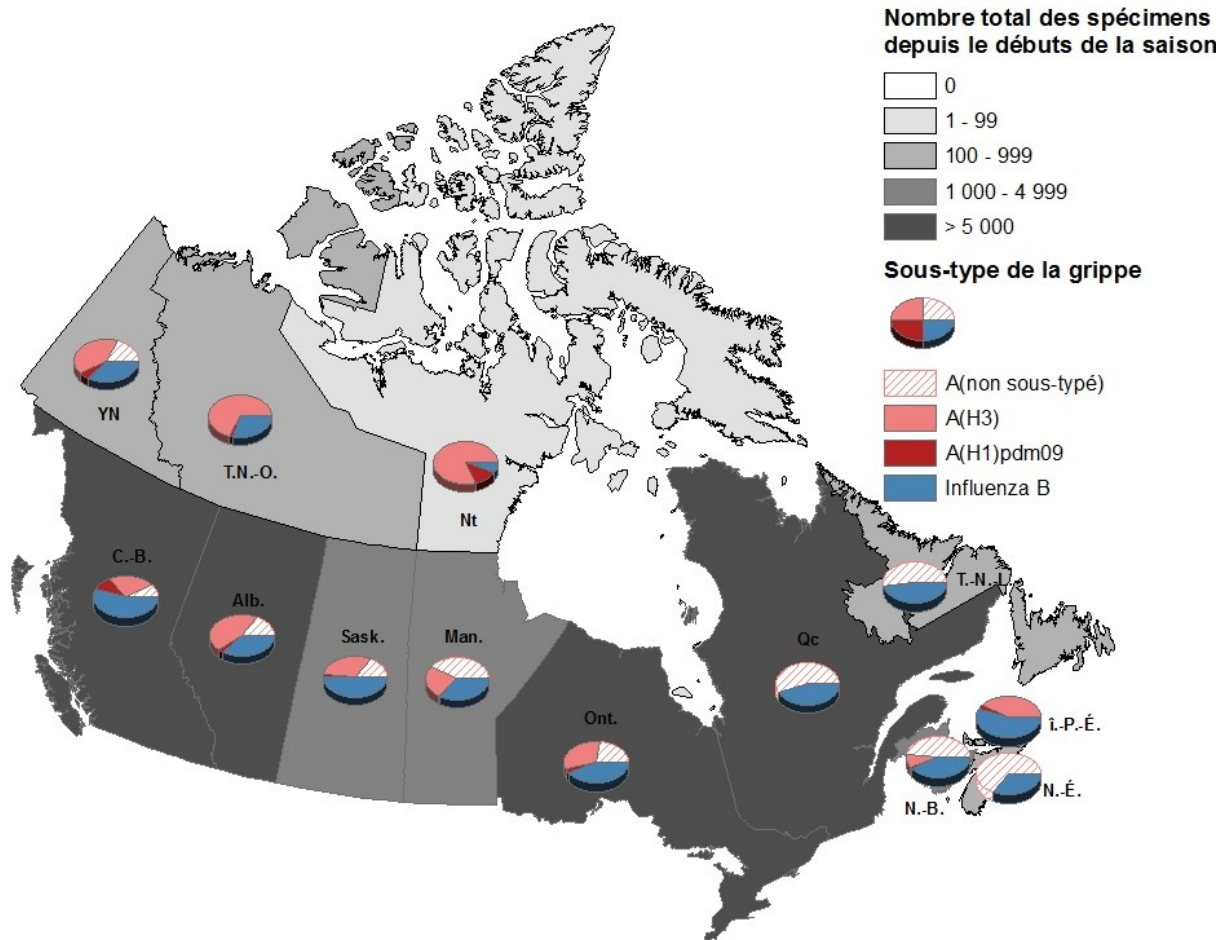 Nombre total des spécimens
depuis le débuts de la saison
0
1 - 99
100 - 999
1 000 - 4 999
> 5 000
Sous-type de la grippe
A(non sous-typé)
A(H3)
A(H1)pdm09
Influenza B
YN
T.N.-O.
Nt
C.-B.
Alb.
Sask.
Man.
Ont.
Qc
T.-N.-L.
î.-P.-É.
N.-B.
N.-É.